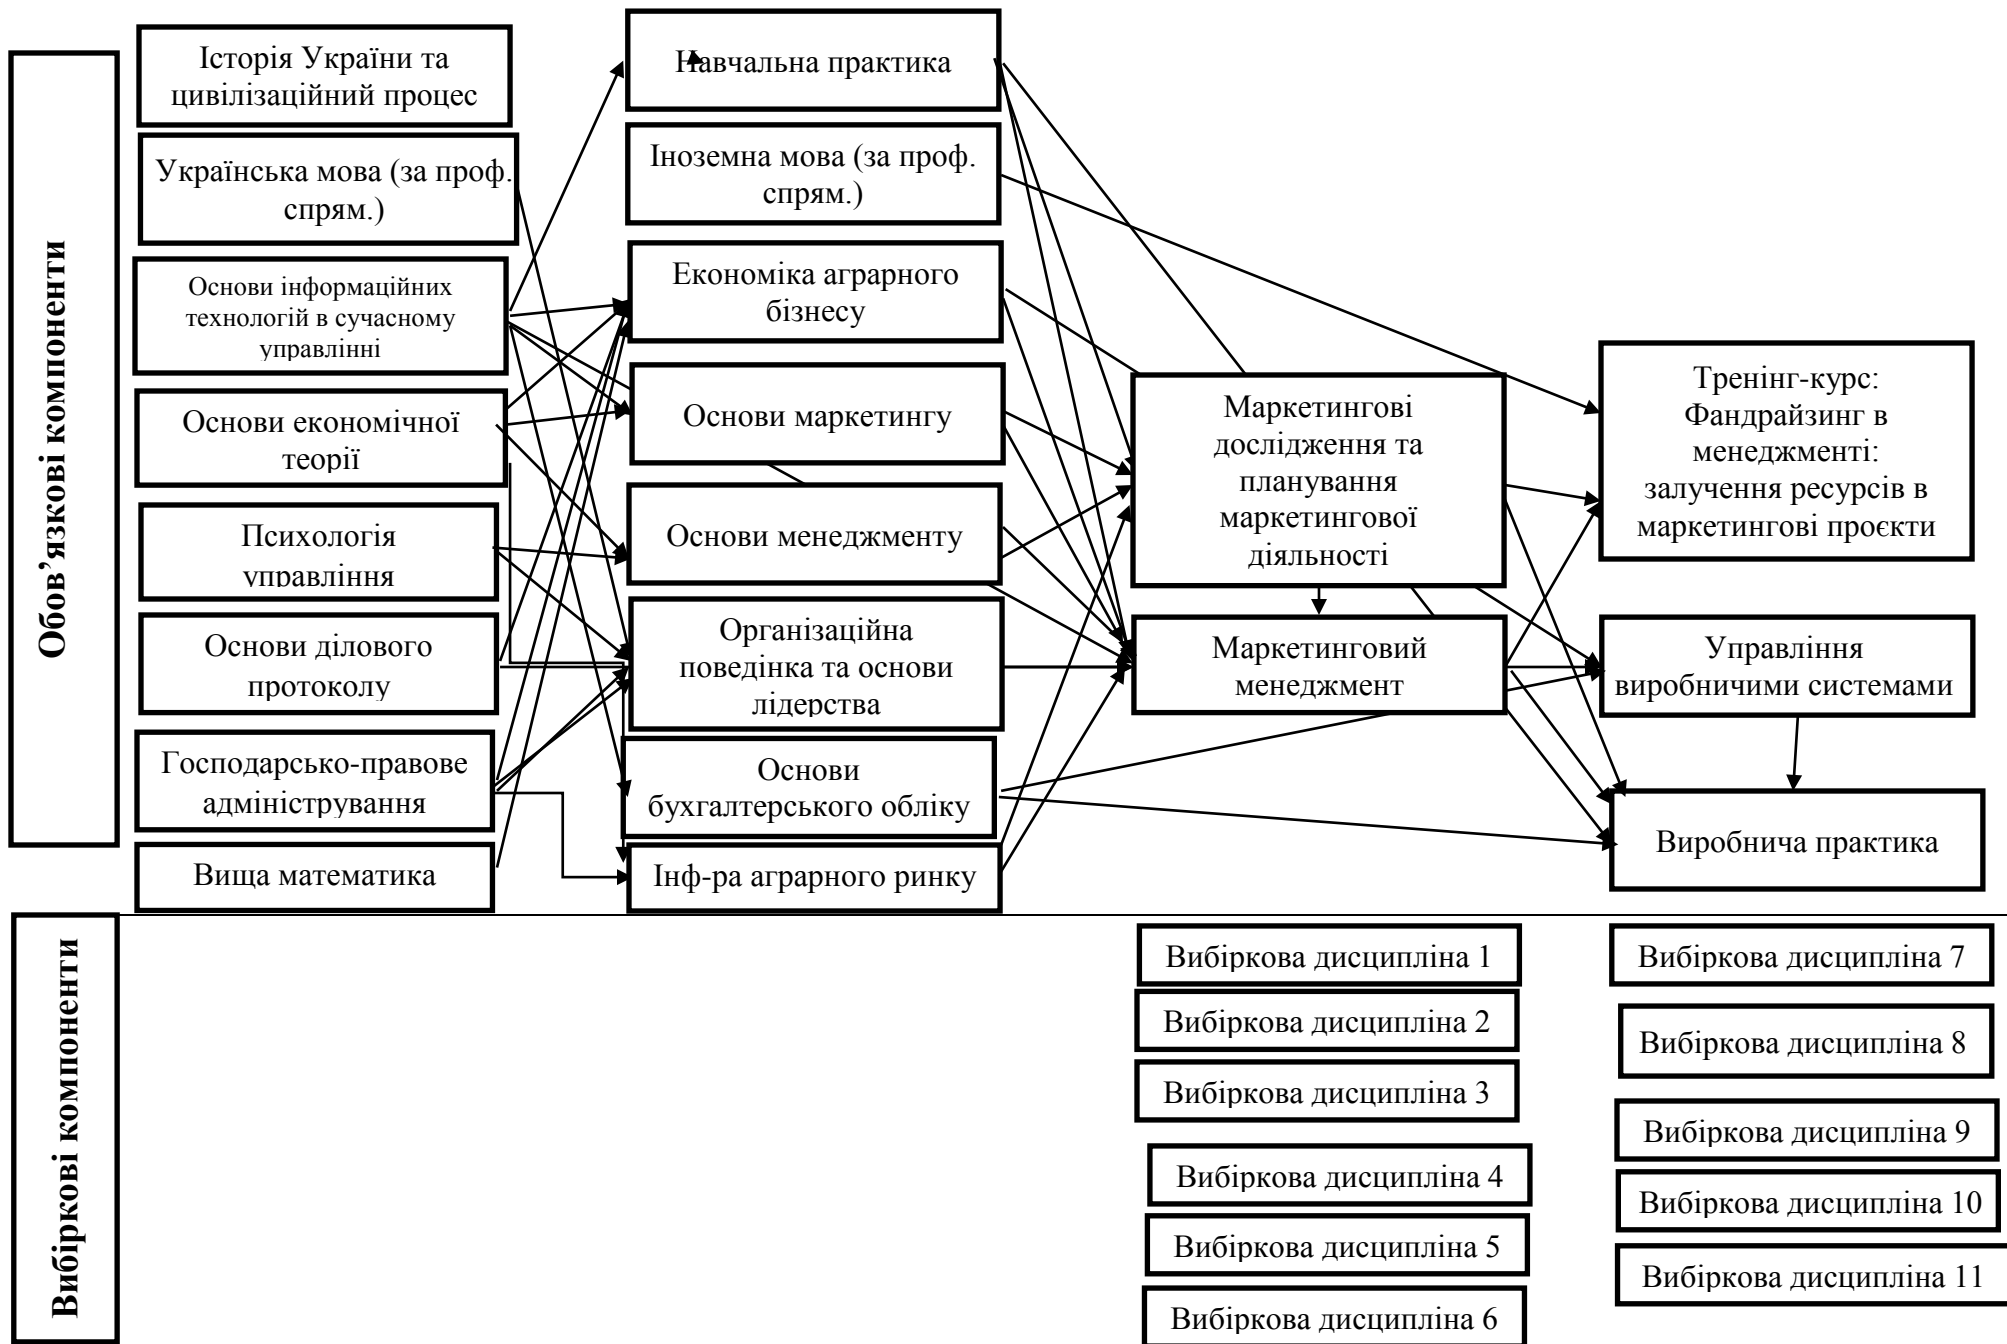 Обов’язкові компоненти
Історія України та
цивілізаційний процес
Українська мова (за проф.
спрям.)
Основи інформаційних
технологій в сучасному
управлінні
Основи економічної
теорії
Психологія
управління
Основи ділового
протоколу
Господарсько-правове
адміністрування
Вища математика
Навчальна практика
Іноземна мова (за проф.
спрям.)
Економіка аграрного
бізнесу
Основи маркетингу
Основи менеджменту
Організаційна
поведінка та основи
лідерства
Основи
бухгалтерського обліку
Інф-ра аграрного ринку
Маркетингові
дослідження та
планування
маркетингової
діяльності
Маркетинговий
менеджмент
Тренінг-курс:
Фандрайзинг в
менеджменті:
залучення ресурсів в
маркетингові проєкти
Управління
виробничими системами
Виробнича практика
Вибіркові компоненти
Вибіркова дисципліна 1
Вибіркова дисципліна 2
Вибіркова дисципліна 3
Вибіркова дисципліна 4
Вибіркова дисципліна 5
Вибіркова дисципліна 6
Вибіркова дисципліна 7
Вибіркова дисципліна 8
Вибіркова дисципліна 9
Вибіркова дисципліна 10
Вибіркова дисципліна 11